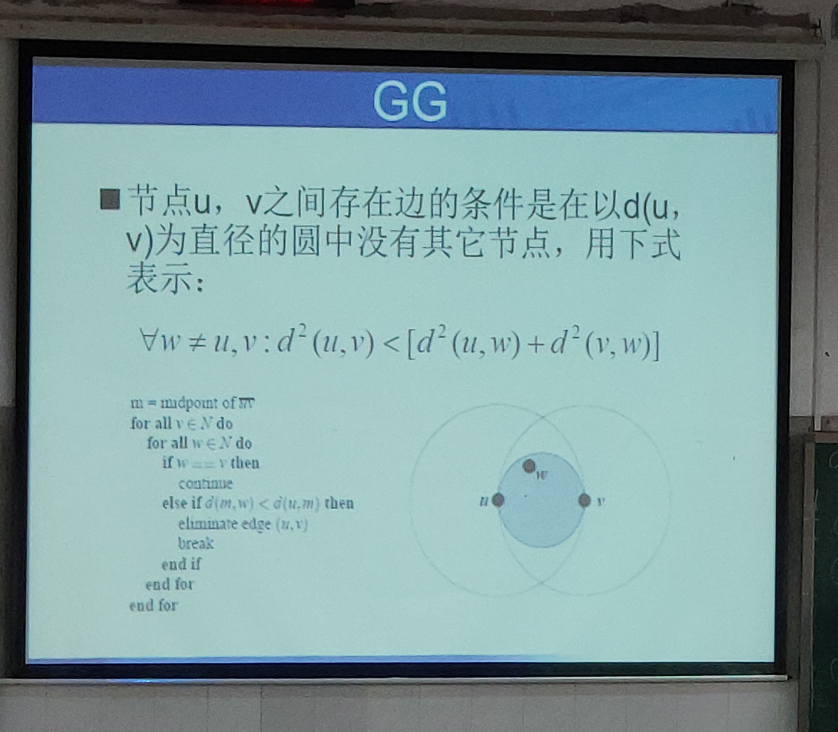 GG
■节点u，v之间存在边的条件是在以d(u，
v)为直径的圆中没有其它节点，用下式
表示：
∀w ≠ u,v : d²(u,v) < [d²(u,w) + d²(v,w)]
m = midpoint of uv
for all v ∈ N do
for all w ∈ N do
if w == v then
continue
else if d(m,w) < d(u,m) then
eliminate edge (u,v)
break
end if
end for
end for
w
u
v